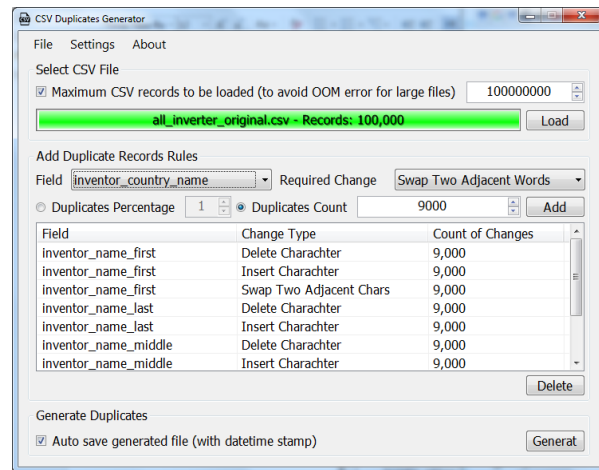 CSV Duplicates Generator
File Settings About
Select CSV File
Maximum CSV records to be loaded (to avoid OOM error for large files) 100000000
all_inverter_original.csv - Records: 100,000 Load
Add Duplicate Records Rules
Field inventor_country_name Required Change Swap Two Adjacent Words
Duplicates Percentage 1 Duplicates Count 9000 Add
Field Change Type Count of Changes
inventor_name_first Delete Charachter 9,000
inventor_name_first Insert Charachter 9,000
inventor_name_first Swap Two Adjacent Chars 9,000
inventor_name_last Delete Charachter 9,000
inventor_name_last Insert Charachter 9,000
inventor_name_middle Delete Charachter 9,000
inventor_name_middle Insert Charachter 9,000
Delete
Generate Duplicates
Auto save generated file (with datetime stamp) Generat